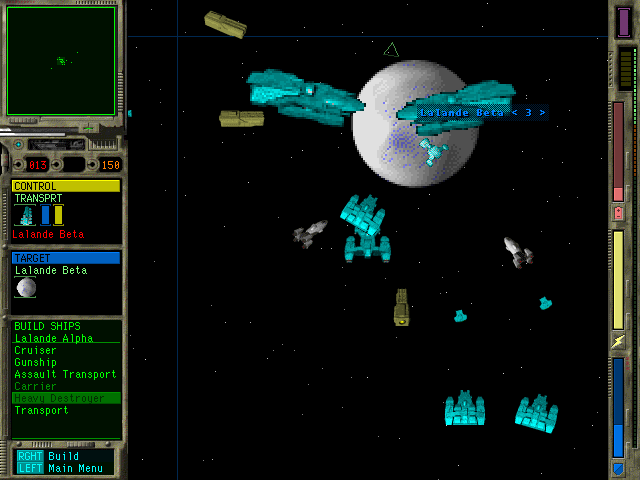 Lalande Beta < 3 >
013 150
CONTROL
TRANSPRT
Lalande Beta
TARGET
Lalande Beta
BUILD SHIPS
Lalande Alpha
Cruiser
Gunship
Assault Transport
Carrier
Heavy Destroyer
Transport
RGHT Build
LEFT Main Menu